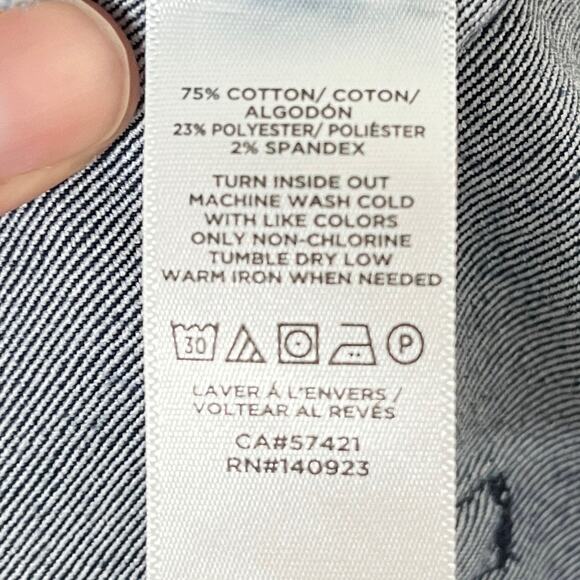 75% COTTON/ COTON/
ALGODÓN
23% POLYESTER/ POLIÉSTER
2% SPANDEX
TURN INSIDE OUT
MACHINE WASH COLD
WITH LIKE COLORS
ONLY NON-CHLORINE
TUMBLE DRY LOW
WARM IRON WHEN NEEDED
30 P
LAVER Á L'ENVERS /
VOLTEAR AL REVÉS
CA#57421
RN#140923